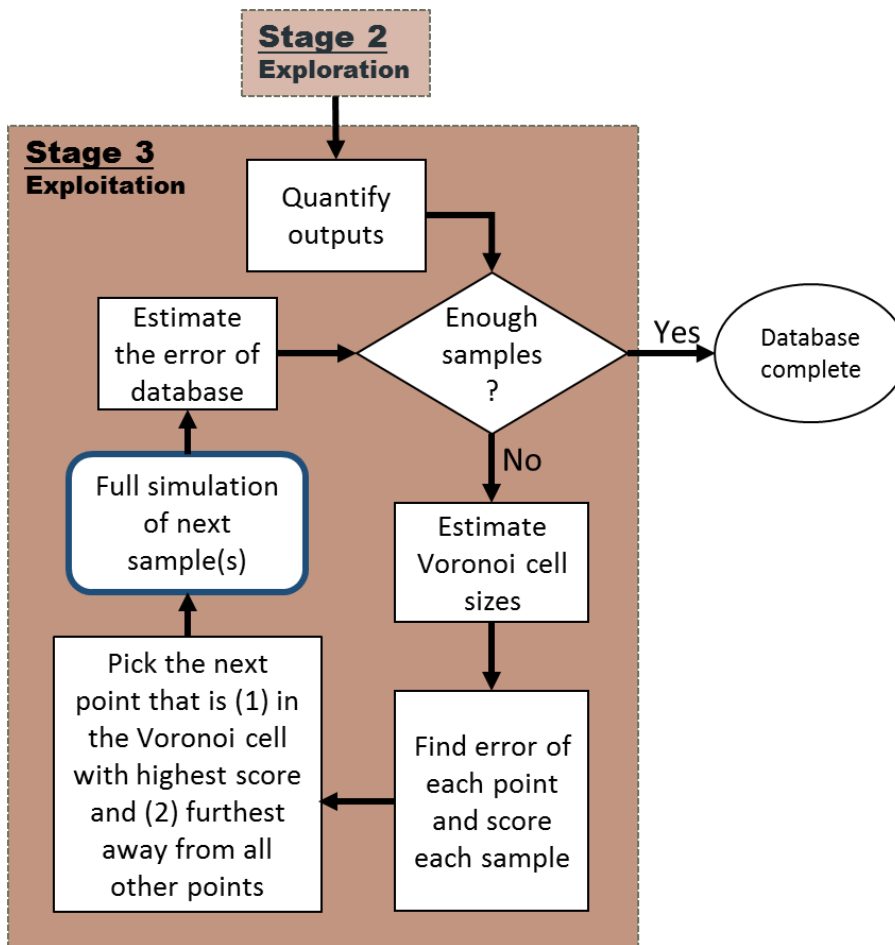 Stage 2
Exploration
Stage 3
Exploitation
Quantify
outputs
Enough
samples
?
Yes
Database
complete
No
Estimate
Voronoi cell
sizes
Find error of
each point
and score
each sample
Pick the next
point that is (1) in
the Voronoi cell
with highest score
and (2) furthest
away from all
other points
Full simulation
of next
sample(s)
Estimate
the error of
database